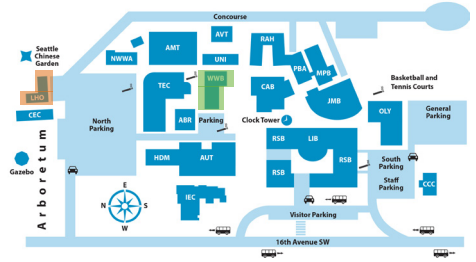 Concourse
Seattle
Chinese
Garden
AVT
AMT
NWWA
UNI
RAH
PBA
MPB
TEC
WWB
CAB
JMB
Basketball and
Tennis Courts
LHO
CEC
North
Parking
ABR
Parking
Clock Tower
OLY
General
Parking
RSB
LIB
HDM
AUT
RSB
RSB
South
Parking
Staff
Parking
CCC
Gazebo
Arboretum
E
N
S
W
IEC
Visitor Parking
16th Avenue SW